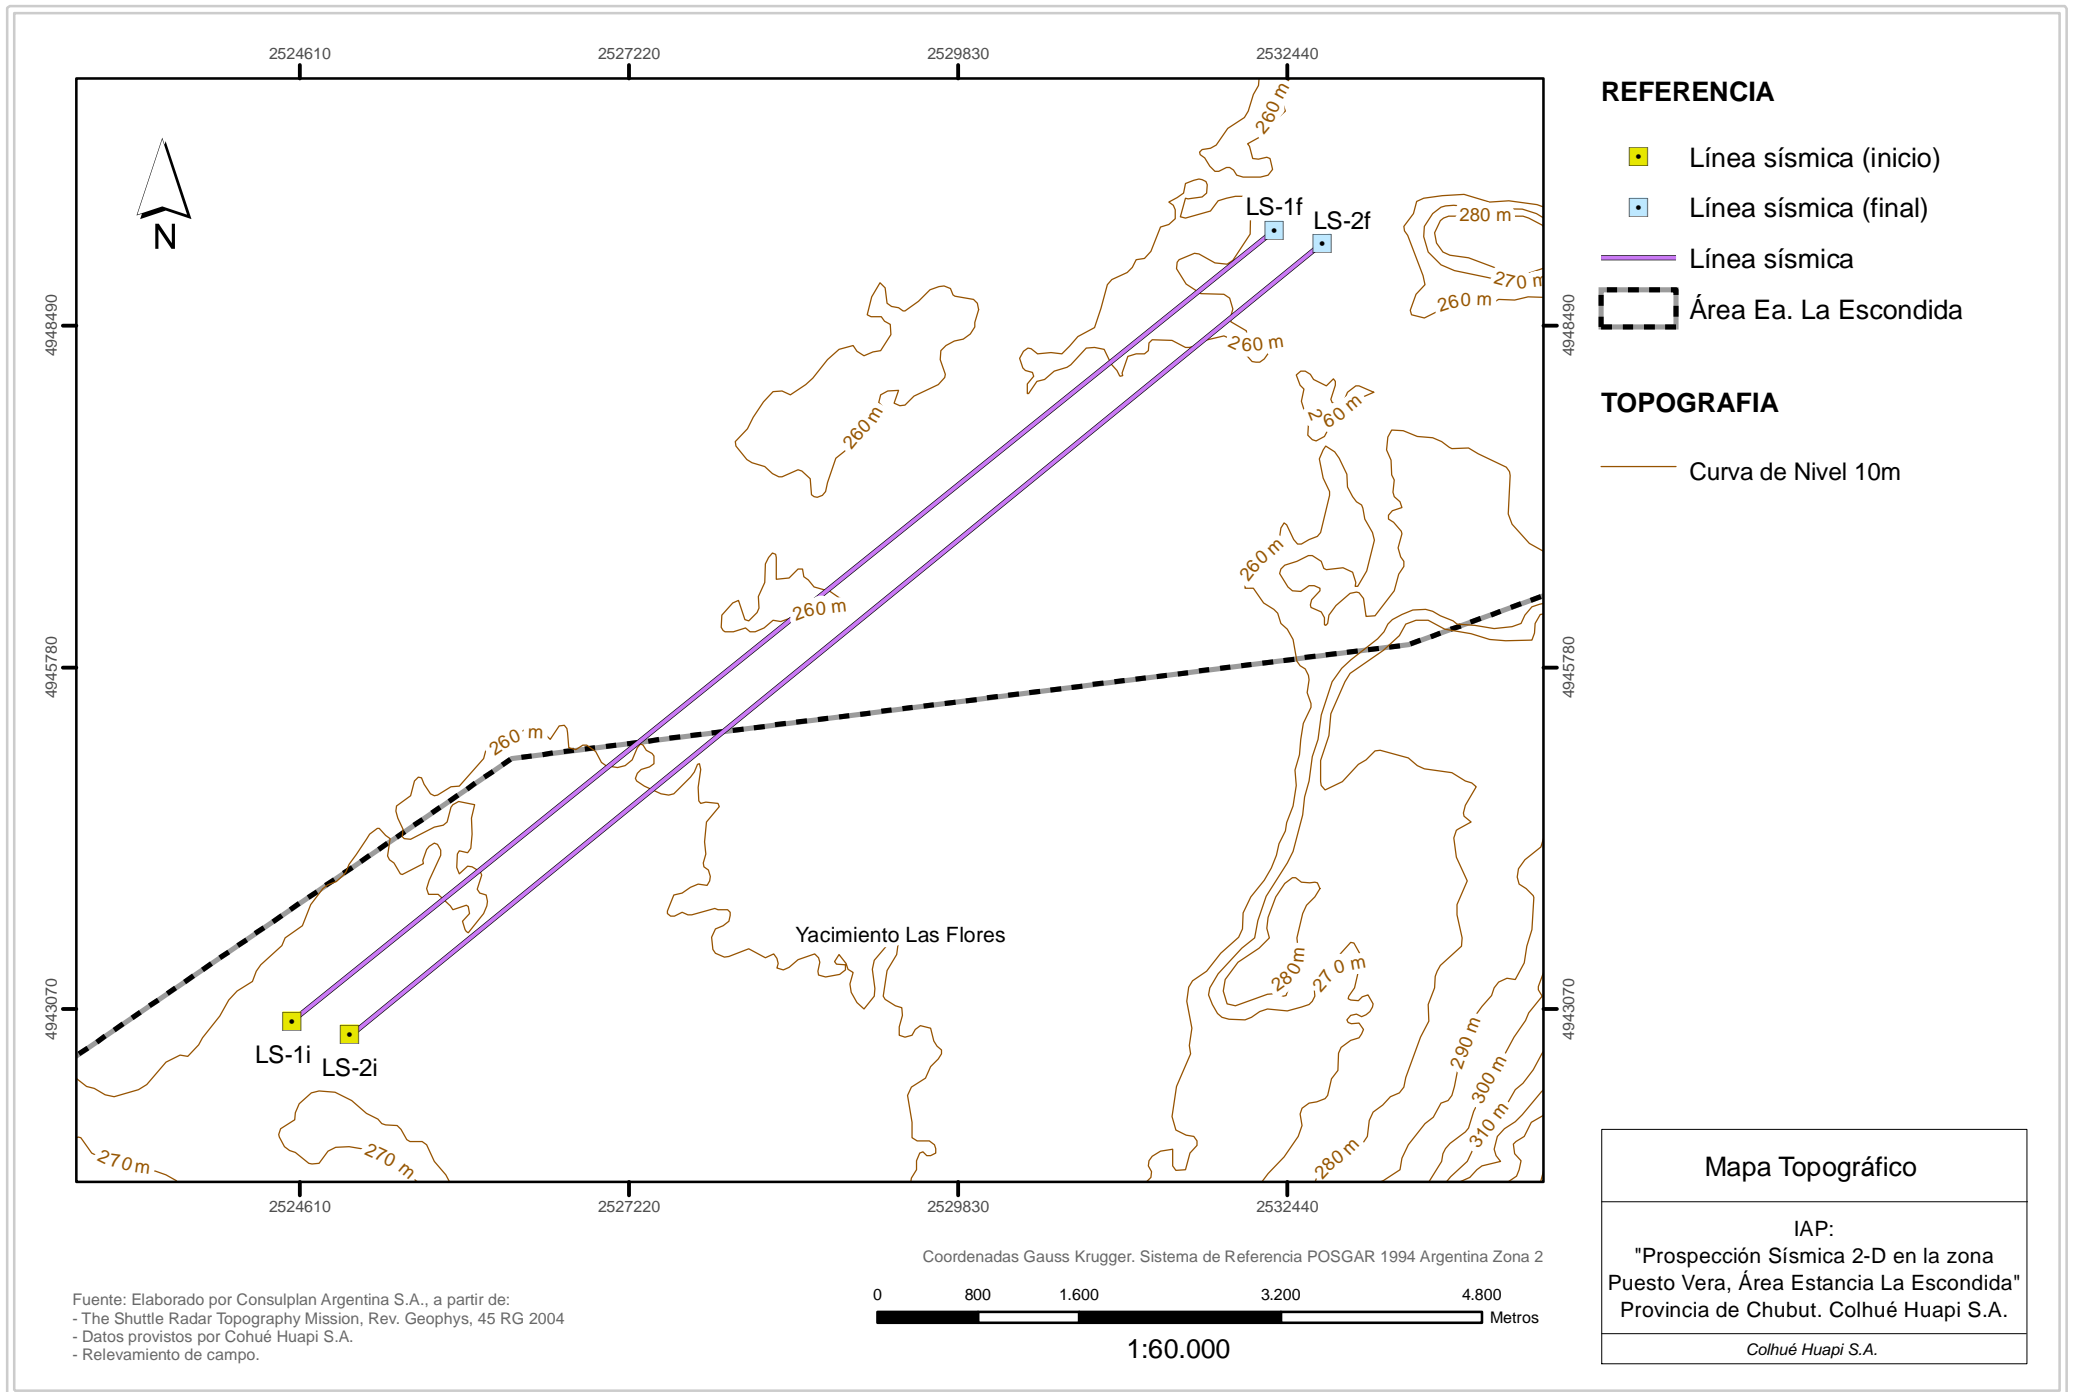 2524610
2527220
2529830
2532440
4948490
4945780
4943070
4948490
4945780
4943070
2524610
2527220
2529830
2532440
N
260 m
LS-1f
LS-2f
280 m
270 m
260 m
260 m
260m
260 m
260 m
260 m
260 m
260 m
Yacimiento Las Flores
280m
270 m
LS-1i
LS-2i
290 m
300 m
310 m
280 m
270m
270 m
REFERENCIA
Línea sísmica (inicio)
Línea sísmica (final)
Línea sísmica
Área Ea. La Escondida
TOPOGRAFIA
Curva de Nivel 10m
Coordenadas Gauss Krugger. Sistema de Referencia POSGAR 1994 Argentina Zona 2
0 800 1.600 3.200 4.800
Metros
1:60.000
Fuente: Elaborado por Consulplan Argentina S.A., a partir de:
- The Shuttle Radar Topography Mission, Rev. Geophys, 45 RG 2004
- Datos provistos por Cohué Huapi S.A.
- Relevamiento de campo.
Mapa Topográfico
IAP:
"Prospección Sísmica 2-D en la zona
Puesto Vera, Área Estancia La Escondida"
Provincia de Chubut. Colhué Huapi S.A.
Colhué Huapi S.A.